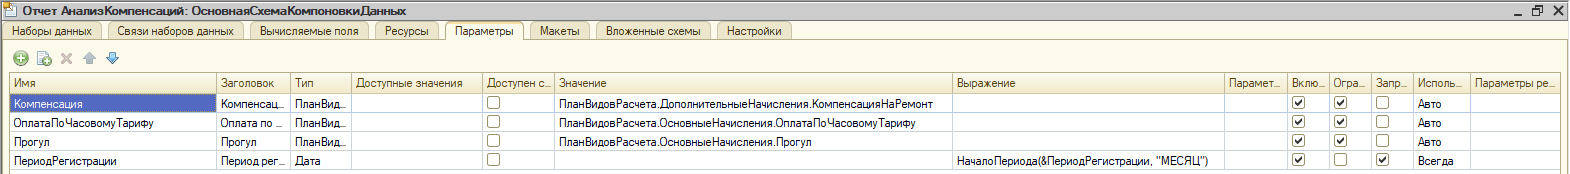 Отчет АнализКомпенсаций: ОсновнаяСхемаКомпоновкиДанных
Наборы данных Связи наборов данных Вычисляемые поля Ресурсы Параметры Макеты Вложенные схемы Настройки
Имя Заголовок Тип Доступные значения Доступен с... Значение Выражение Парамет... Вклю... Огра... Запр... Исполь... Параметры ре...
Компенсация Компенсац... ПланВид... ПланВидовРасчета.ДополнительныеНачисления.КомпенсацияНаРемонт Авто
ОплатаПоЧасовомуТарифу Оплата по ... ПланВид... ПланВидовРасчета.ОсновныеНачисления.ОплатаПоЧасовомуТарифу Авто
Прогул Прогул ПланВид... ПланВидовРасчета.ОсновныеНачисления.Прогул Авто
ПериодРегистрации Период рег... Дата НачалоПериода(&ПериодРегистрации, "МЕСЯЦ") Всегда